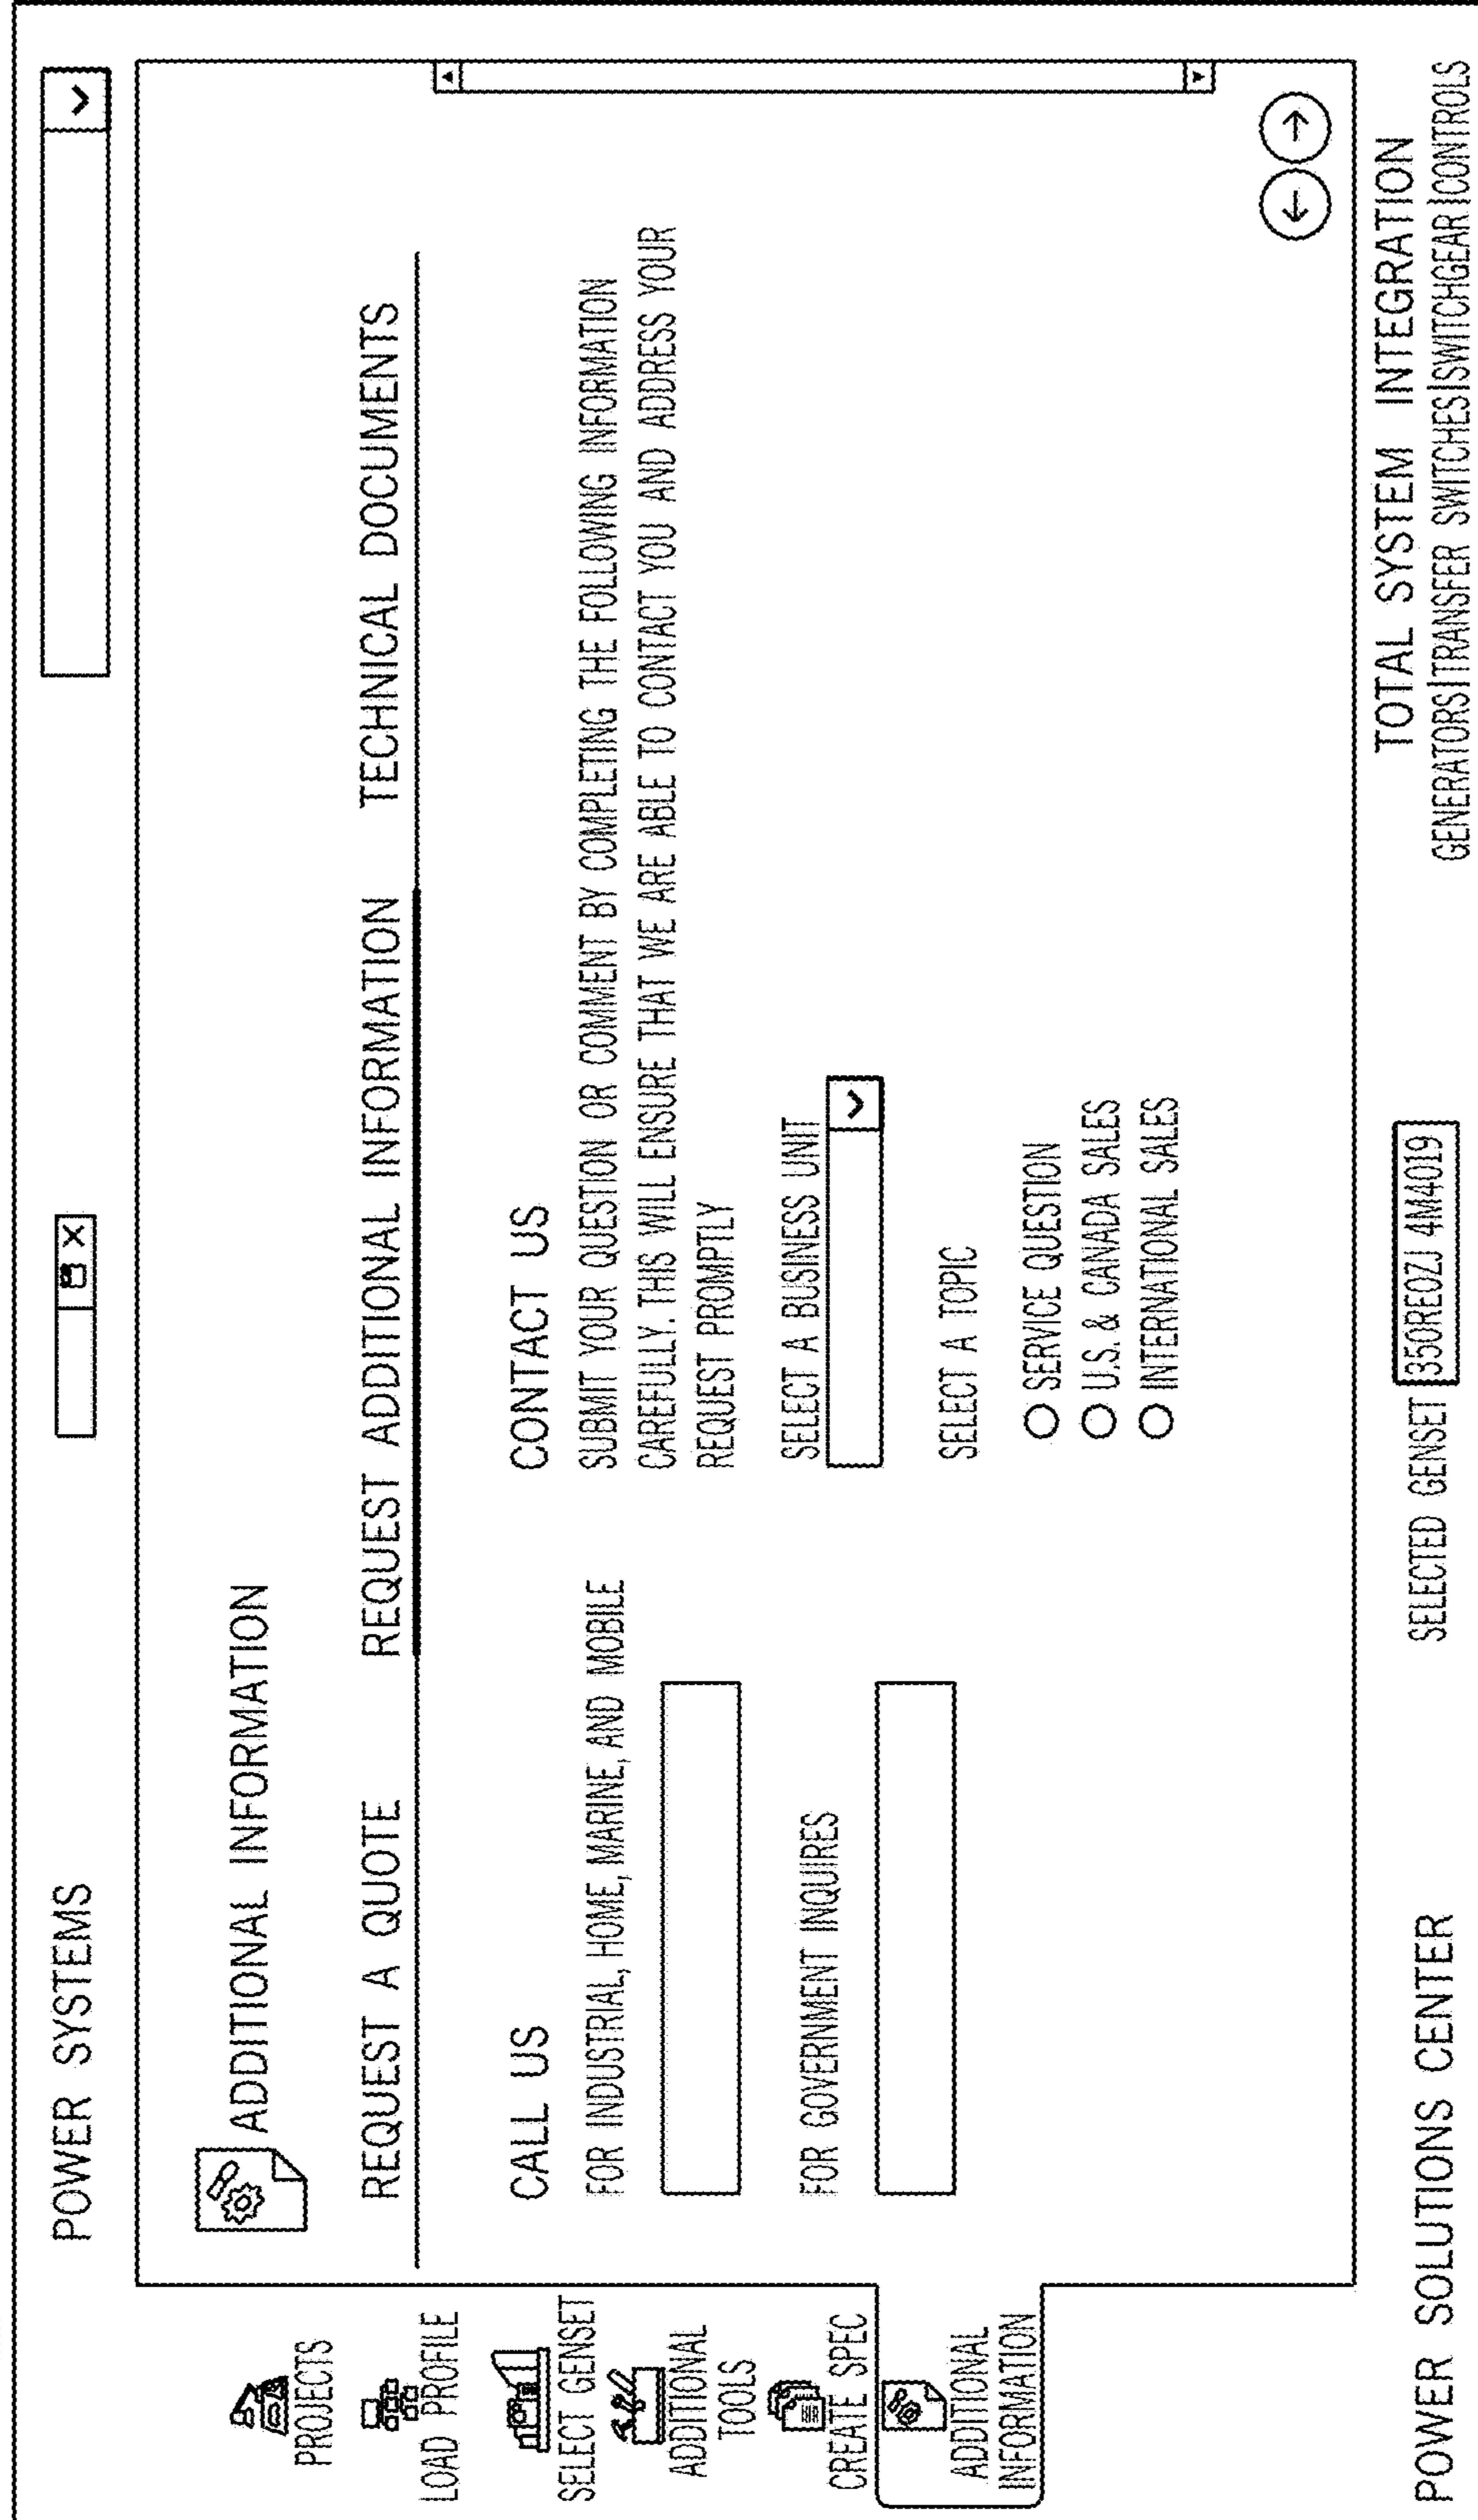 POWER SYSTEMS
PROJECTS
LOAD PROFILE
SELECT GENSET
ADDITIONAL
TOOLS
CREATE SPEC
ADDITIONAL
INFORMATION
ADDITIONAL INFORMATION
REQUEST A QUOTE REQUEST ADDITIONAL INFORMATION TECHNICAL DOCUMENTS
CALL US
FOR INDUSTRIAL, HOME, MARINE, AND MOBILE
FOR GOVERNMENT INQUIRES
CONTACT US
SUBMIT YOUR QUESTION OR COMMENT BY COMPLETING THE FOLLOWING INFORMATION
CAREFULLY. THIS WILL ENSURE THAT WE ARE ABLE TO CONTACT YOU AND ADDRESS YOUR
REQUEST PROMPTLY
SELECT A BUSINESS UNIT
SELECT A TOPIC
SERVICE QUESTION
U.S. & CANADA SALES
INTERNATIONAL SALES
POWER SOLUTIONS CENTER
SELECTED GENSET 350REOZJ 4M4019
TOTAL SYSTEM INTEGRATION
GENERATORS|TRANSFER SWITCHES|SWITCHGEAR|CONTROLS